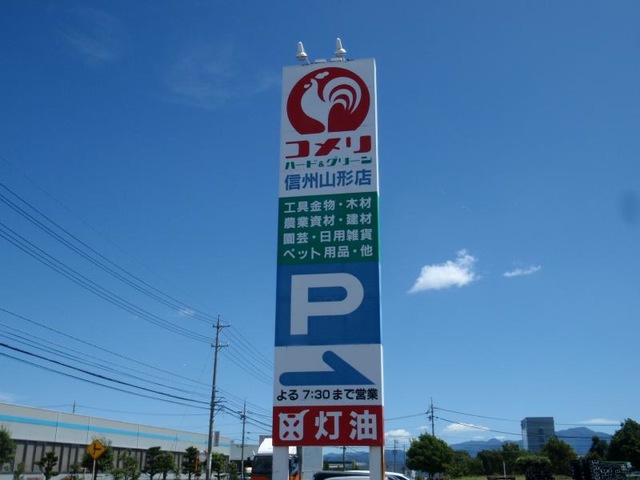 コメリ
ハード&グリーン
信州山形店
工具金物・木材
農業資材・建材
園芸・日用雑貨
ペット用品・他
P
よる7:30まで営業
灯油